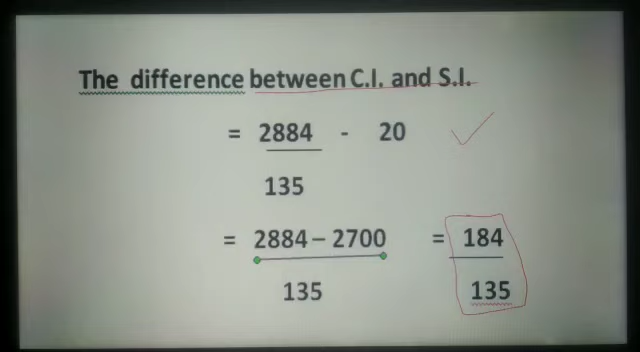 The difference between C.I. and S.I.
= 2884 - 20
135
= 2884 – 2700 = 184
135 135